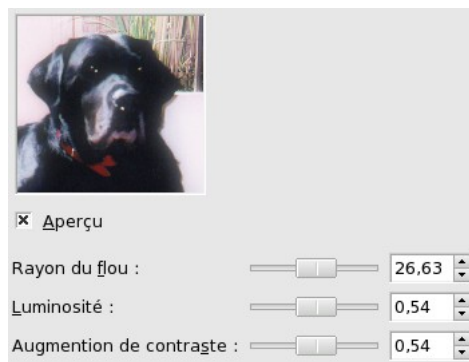 Aperçu
Rayon du flou : 26,63
Luminosité : 0,54
Augmention de contraste : 0,54